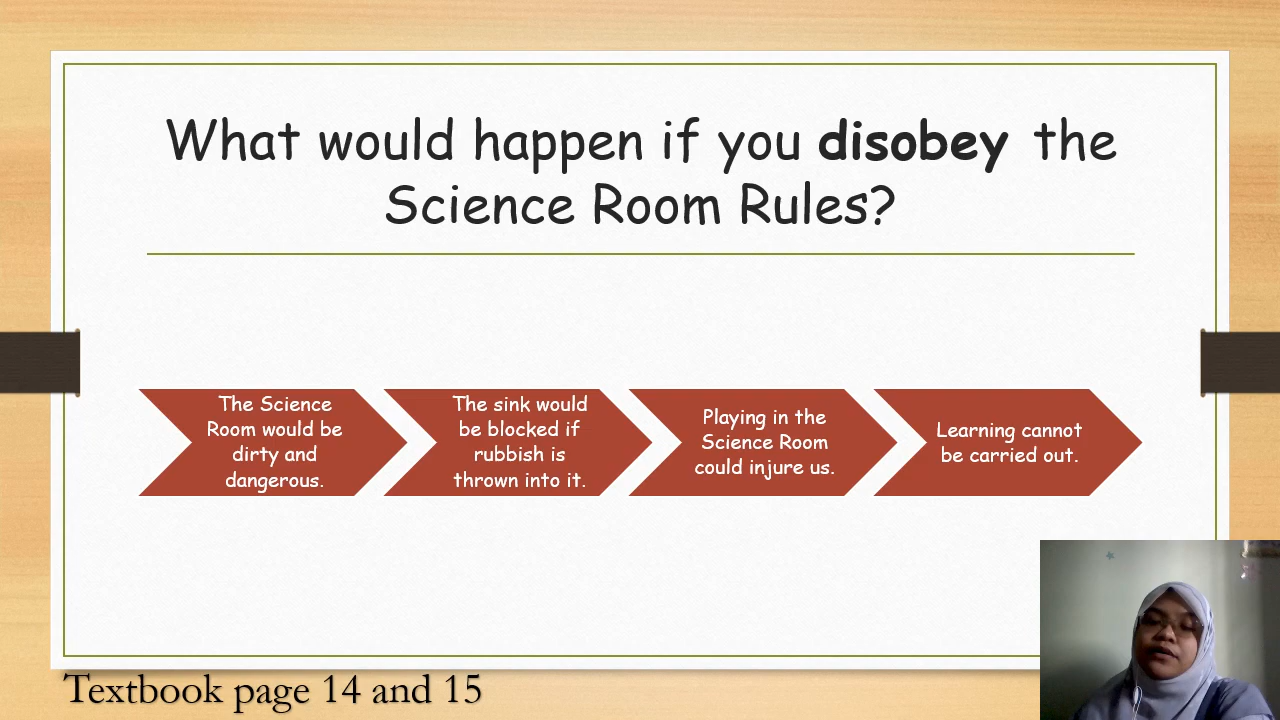 What would happen if you disobey the
Science Room Rules?
The Science
Room would be
dirty and
dangerous.
The sink would
be blocked if
rubbish is
thrown into it.
Playing in the
Science Room
could injure us.
Learning cannot
be carried out.
Textbook page 14 and 15